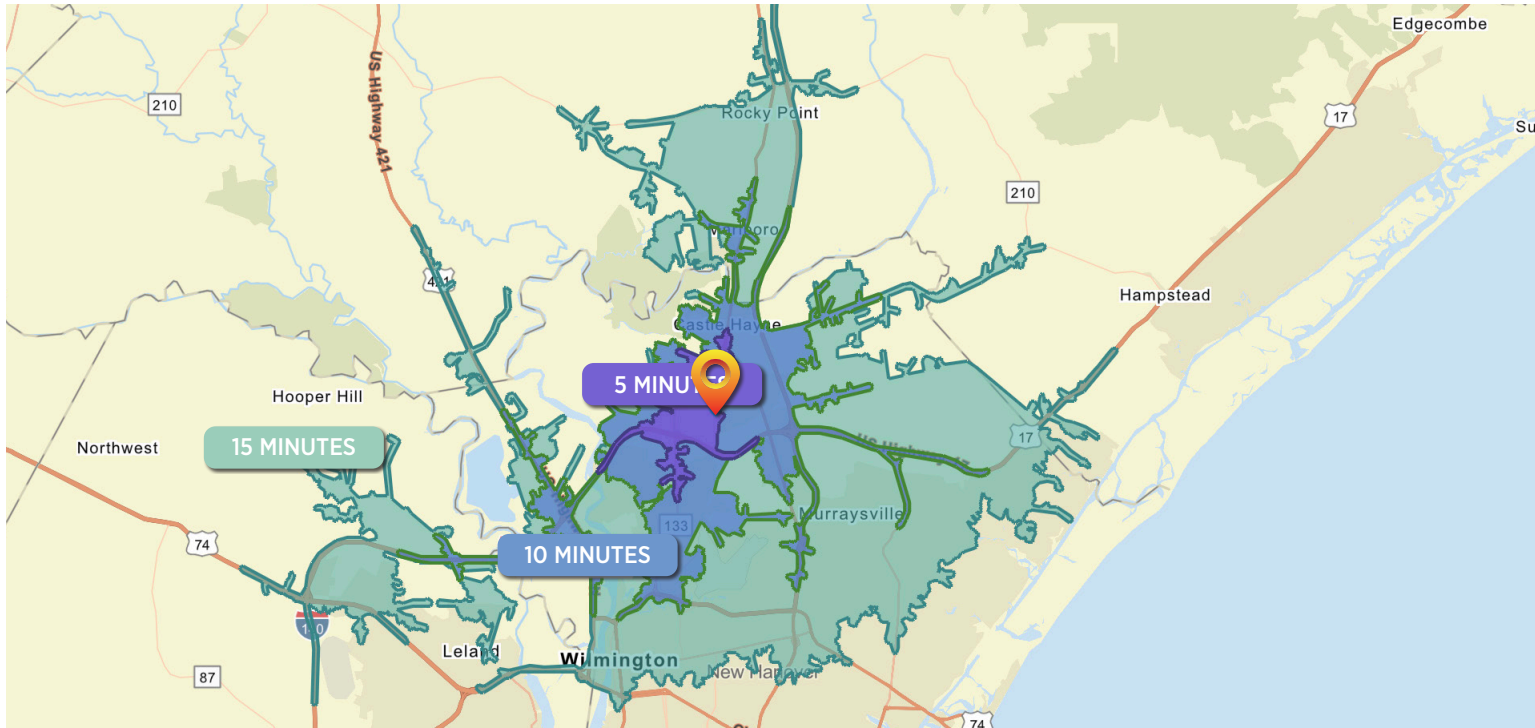 Edgecombe
210
US Highway 421
Rocky Point
17
Su
210
421
Hampstead
Castle Hayne
5 MINUTES
Hooper Hill
15 MINUTES
Northwest
17
Murraysville
133
74
10 MINUTES
Leland
Wilmington
New Hanover
87
74